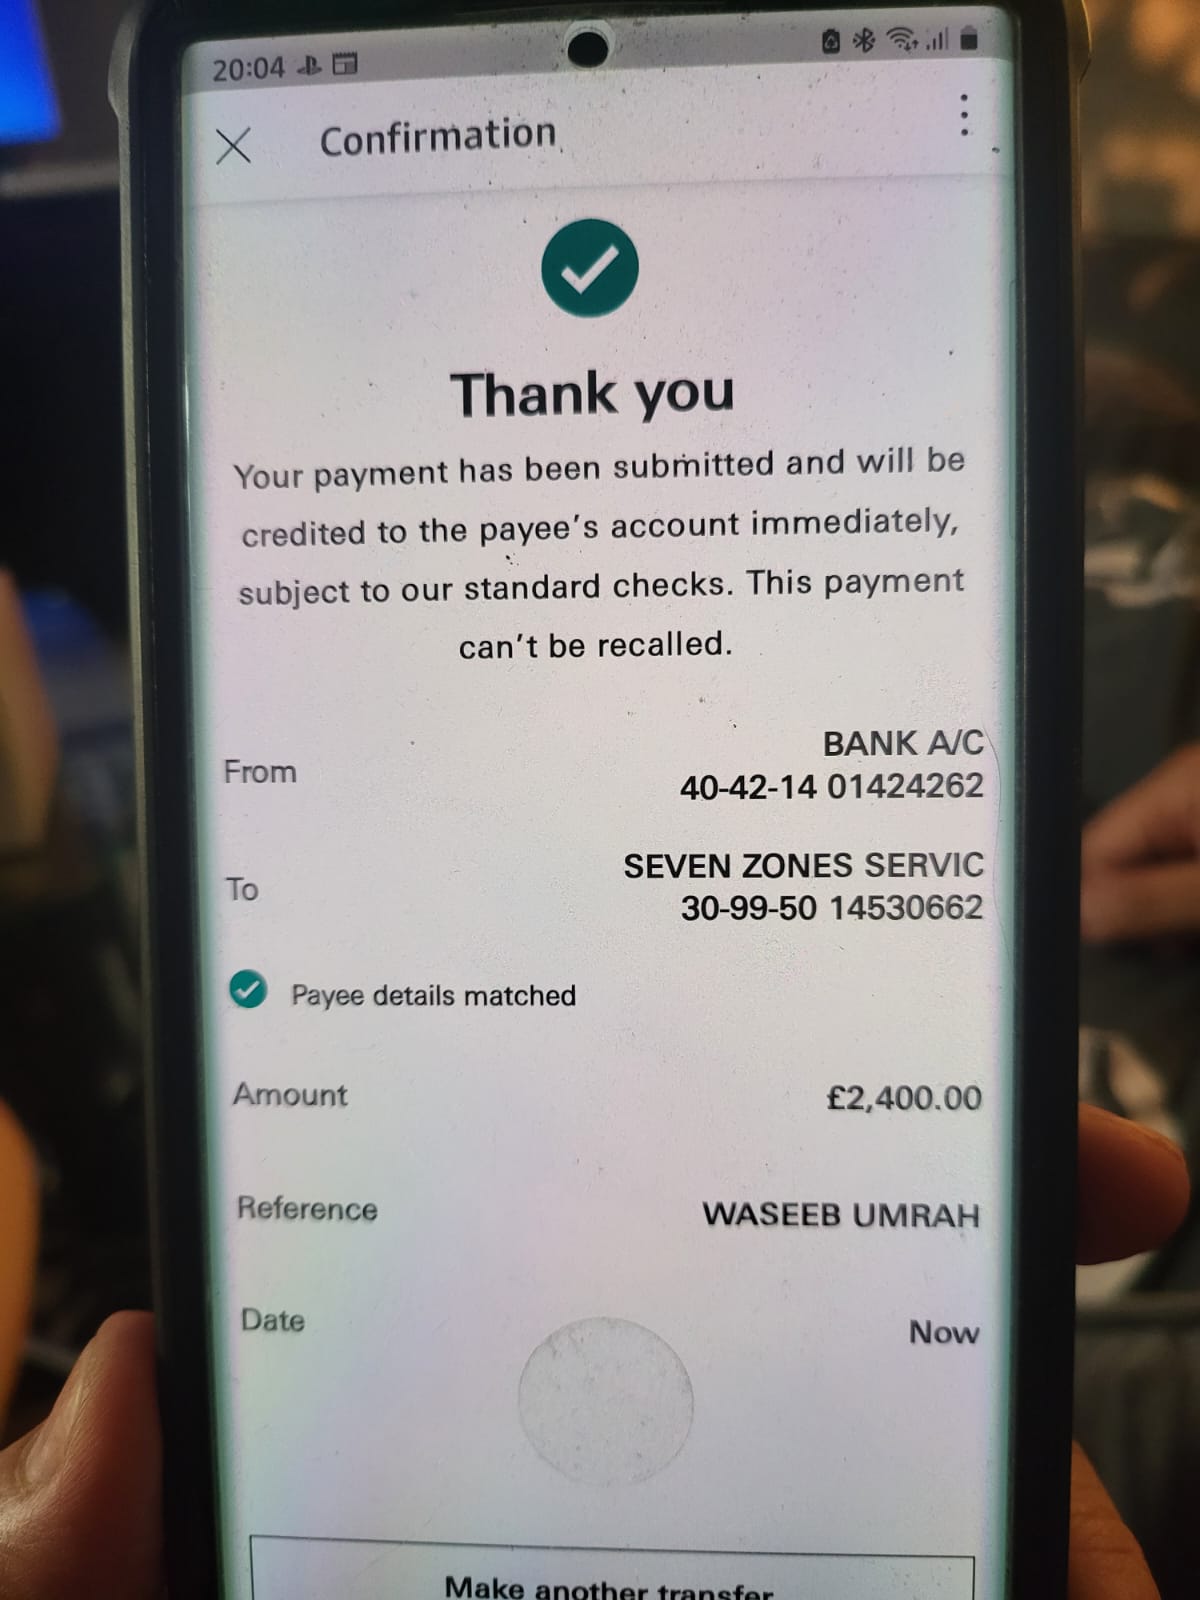 20:04
Confirmation
Thank you
Your payment has been submitted and will be
credited to the payee's account immediately,
subject to our standard checks. This payment
can't be recalled.
From
BANK A/C
40-42-14 01424262
To
SEVEN ZONES SERVIC
30-99-50 14530662
Payee details matched
Amount
£2,400.00
Reference
WASEEB UMRAH
Date
Now
Make another transfer